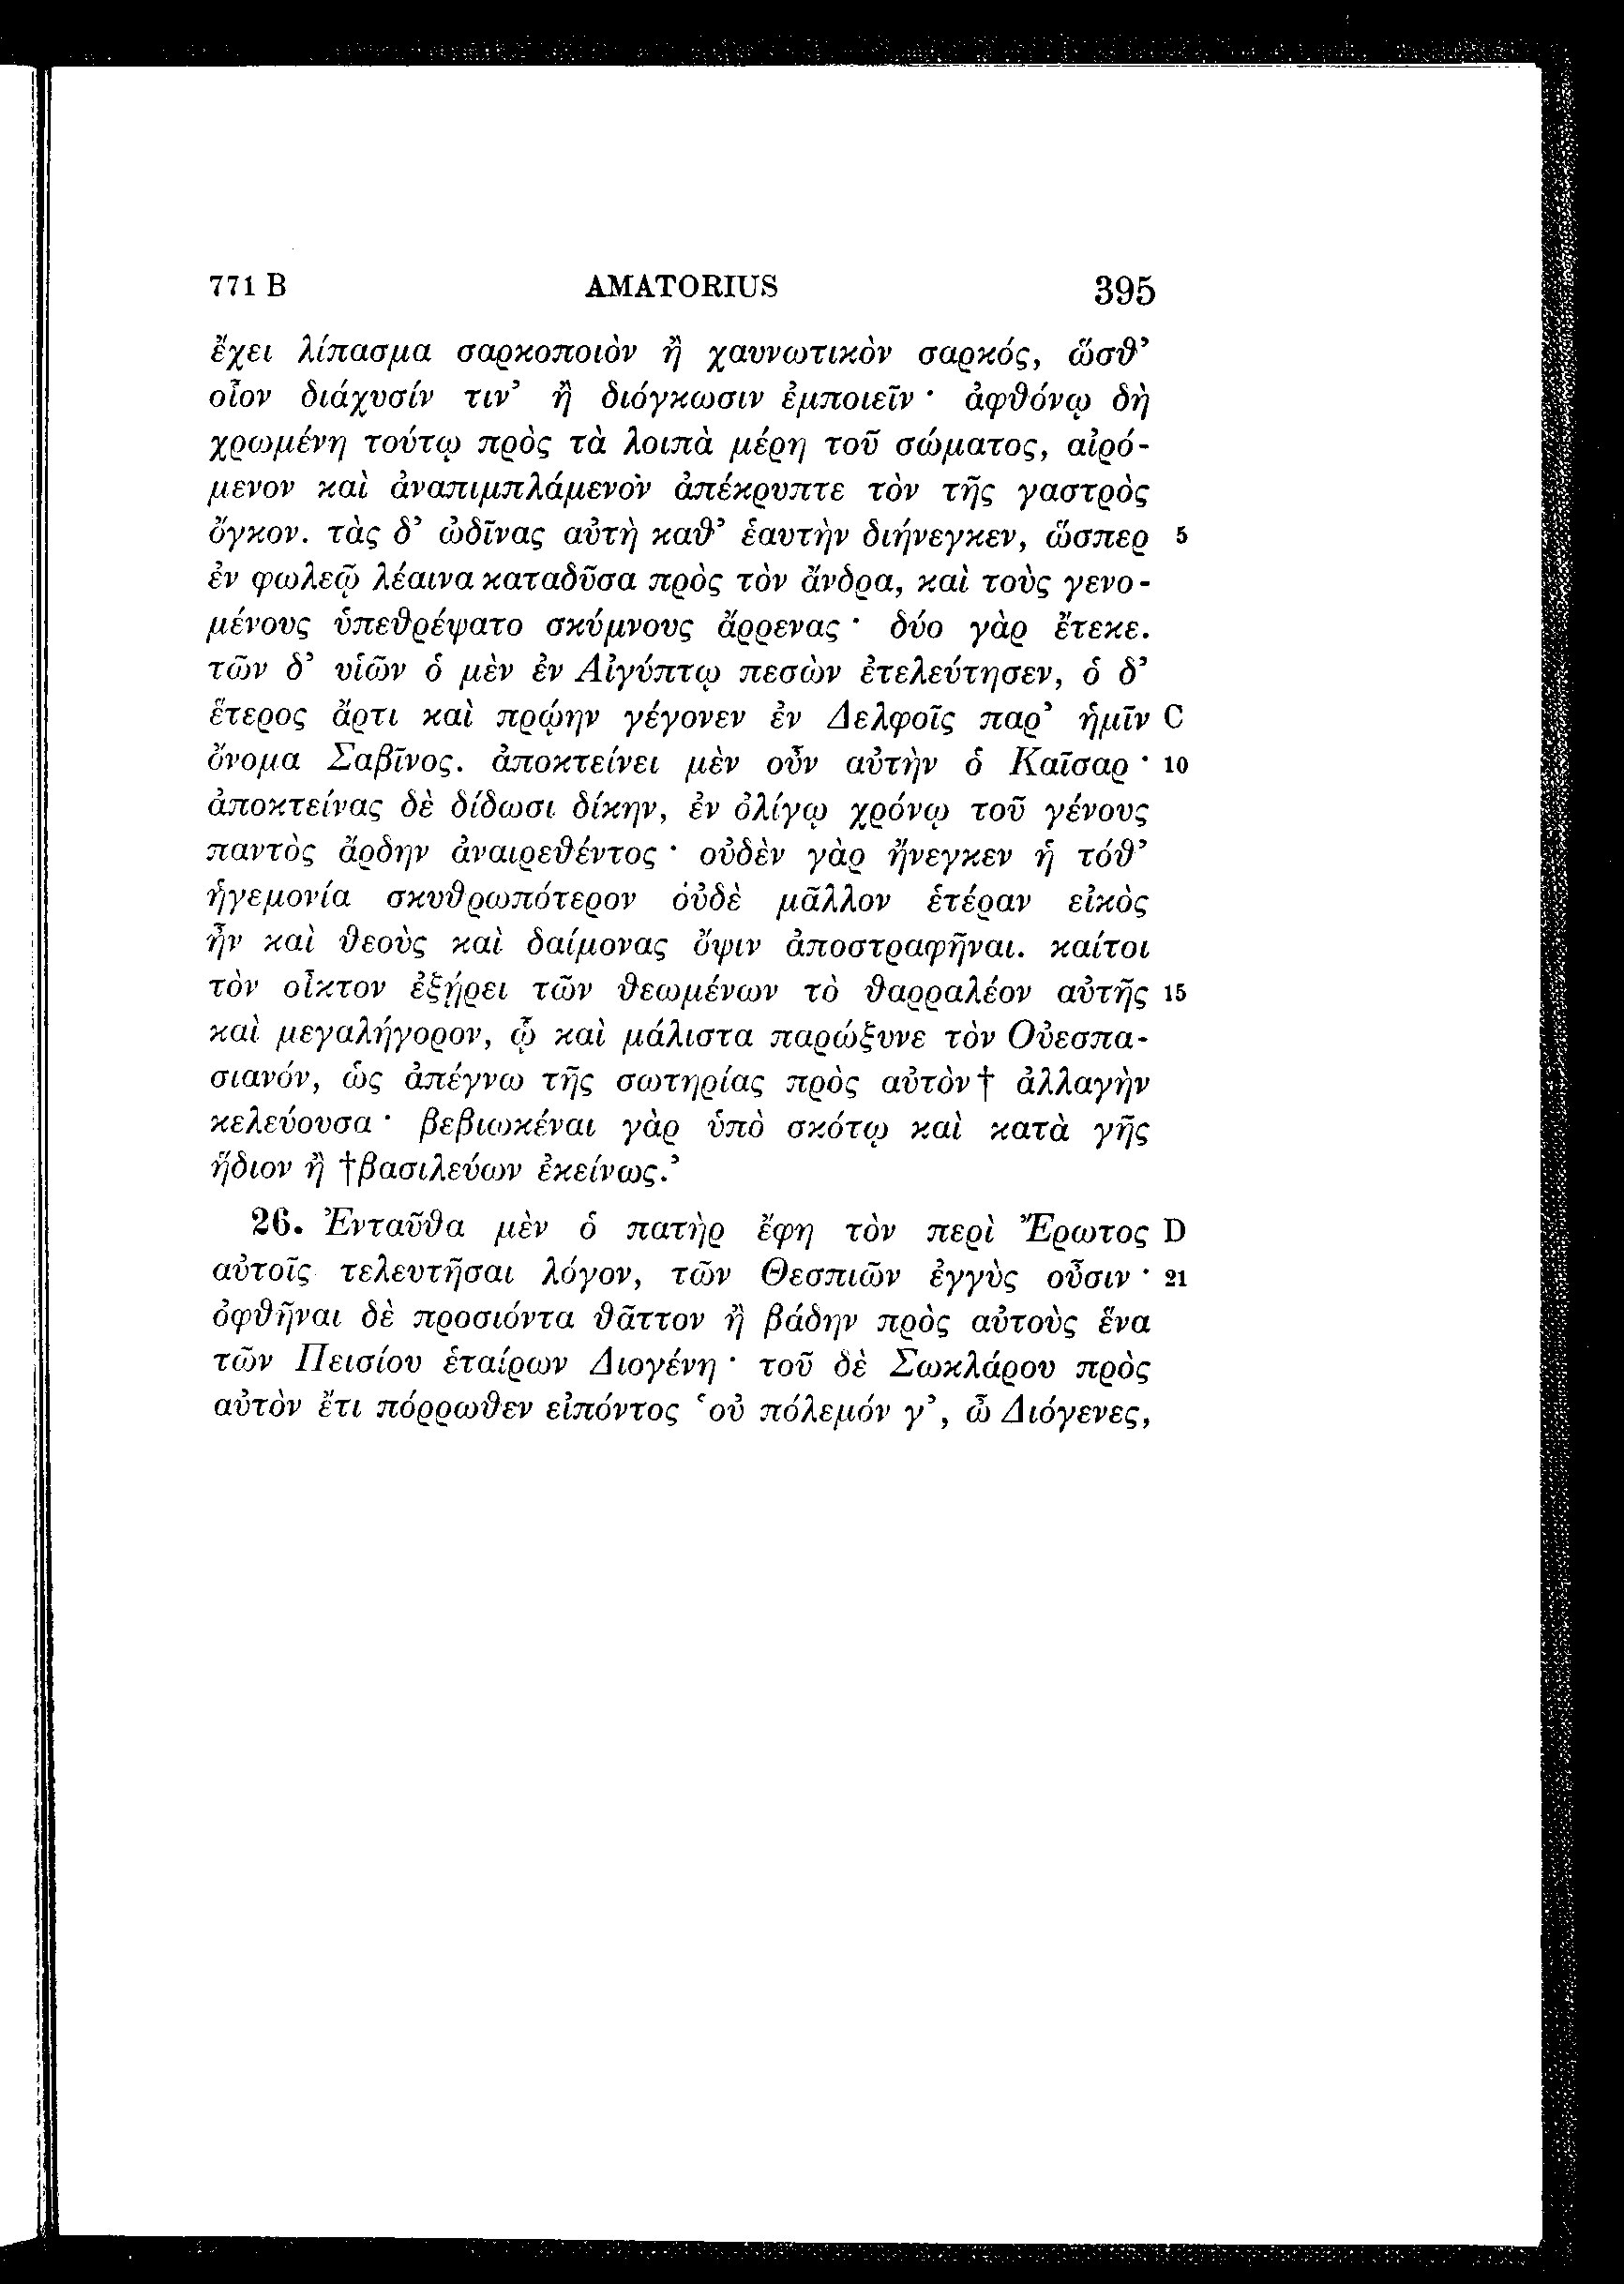 771 B AMATORIUS 395
ἔχει λίπασμα σαρκοποιὸν ἢ χαυνωτικὸν σαρκός, ὥσθ’
οἷον διάχυσίν τιν’ ἢ διόγκωσιν ἐμποιεῖν · ἀφθόνῳ δὴ
χρωμένη τούτῳ πρὸς τὰ λοιπὰ μέρη τοῦ σώματος, αἰρό-
μενον καὶ ἀναπιμπλάμενον ἀπέκρυπτε τὸν τῆς γαστρὸς
ὄγκον. τὰς δ’ ὠδῖνας αὐτὴ καθ’ ἑαυτὴν διήνεγκεν, ὥσπερ 5
ἐν φωλεῷ λέαινα καταδῦσα πρὸς τὸν ἄνδρα, καὶ τοὺς γενο-
μένους ὑπεθρέψατο σκύμνους ἄρρενας · δύο γὰρ ἔτεκε.
τῶν δ’ υἱῶν ὁ μὲν ἐν Αἰγύπτῳ πεσὼν ἐτελεύτησεν, ὁ δ’
ἕτερος ἄρτι καὶ πρῴην γέγονεν ἐν Δελφοῖς παρ’ ἡμῖν C
ὄνομα Σαβῖνος. ἀποκτείνει μὲν οὖν αὐτὴν ὁ Καῖσαρ · 10
ἀποκτείνας δὲ δίδωσι δίκην, ἐν ὀλίγῳ χρόνῳ τοῦ γένους
παντὸς ἄρδην ἀναιρεθέντος · οὐδὲν γὰρ ἤνεγκεν ἡ τόθ’
ἡγεμονία σκυθρωπότερον οὐδὲ μᾶλλον ἑτέραν εἰκὸς
ἦν καὶ θεοὺς καὶ δαίμονας ὄψιν ἀποστραφῆναι. καίτοι
τὸν οἶκτον ἐξῄρει τῶν θεωμένων τὸ θαρραλέον αὐτῆς 15
καὶ μεγαλήγορον, ᾧ καὶ μάλιστα παρώξυνε τὸν Οὐεσπα-
σιανόν, ὡς ἀπέγνω τῆς σωτηρίας πρὸς αὐτὸν† ἀλλαγὴν
κελεύουσα · βεβιωκέναι γὰρ ὑπὸ σκότῳ καὶ κατὰ γῆς
ἥδιον ἢ †βασιλεύων ἐκείνως.’
26. Ἐνταῦθα μὲν ὁ πατὴρ ἔφη τὸν περὶ Ἔρωτος D
αὐτοῖς τελευτῆσαι λόγον, τῶν Θεσπιῶν ἐγγὺς οὖσιν · 21
ὀφθῆναι δὲ προσιόντα θᾶττον ἢ βάδην πρὸς αὐτοὺς ἕνα
τῶν Πεισίου ἑταίρων Διογένη · τοῦ δὲ Σωκλάρου πρὸς
αὐτὸν ἔτι πόρρωθεν εἰπόντος ‘οὐ πόλεμόν γ’, ὦ Διόγενες,